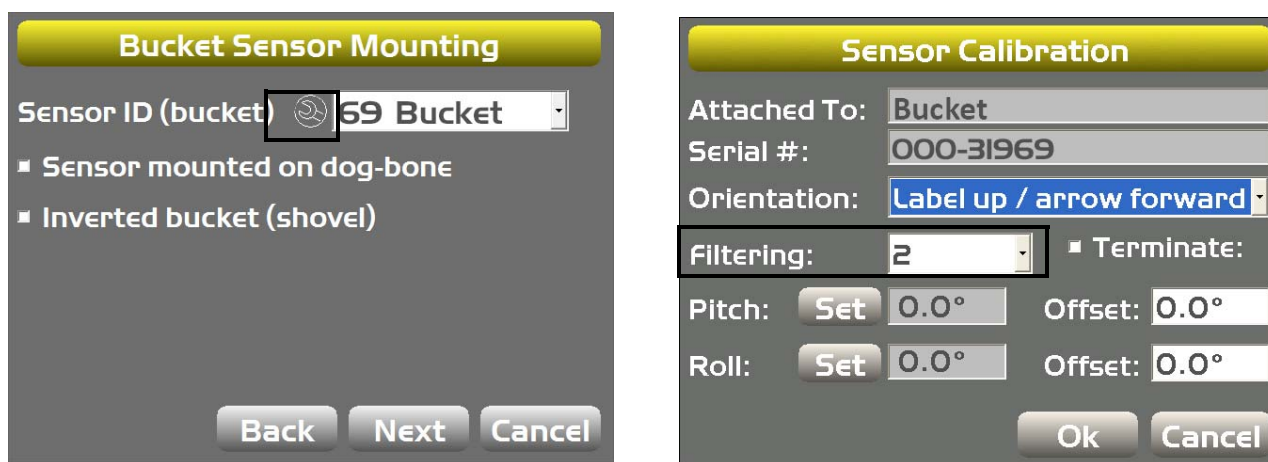 Bucket Sensor Mounting
Sensor ID (bucket) 69 Bucket
Sensor mounted on dog-bone
Inverted bucket (shovel)
Back Next Cancel
Sensor Calibration
Attached To: Bucket
Serial #: 000-31969
Orientation: Label up / arrow forward
Filtering: 2 Terminate:
Pitch: Set 0.0° Offset: 0.0°
Roll: Set 0.0° Offset: 0.0°
Ok Cancel